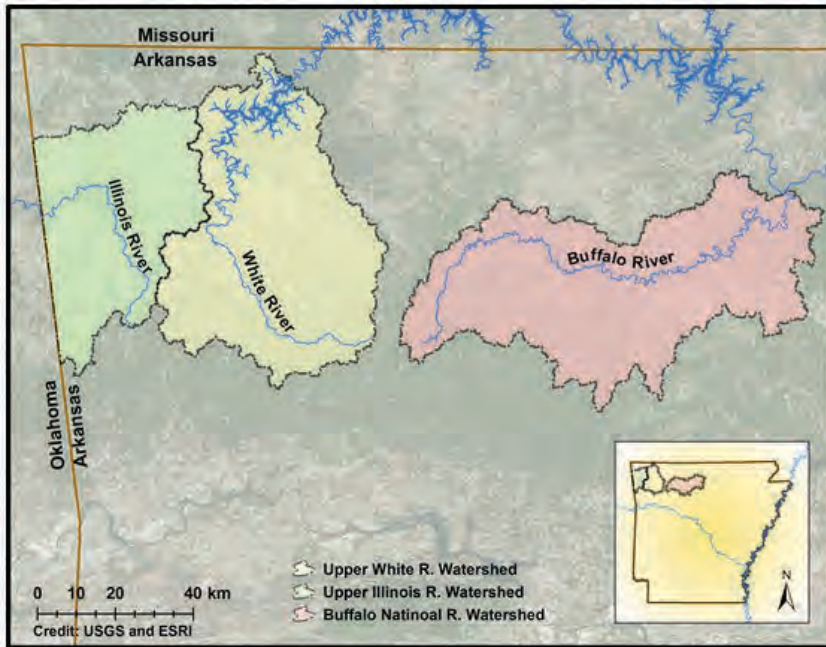 Missouri
Arkansas
Illinois River
White River
Buffalo River
Oklahoma
Arkansas
N
0 10 20 40 km
Credit: USGS and ESRI
Upper White R. Watershed
Upper Illinois R. Watershed
Buffalo Natinoal R. Watershed